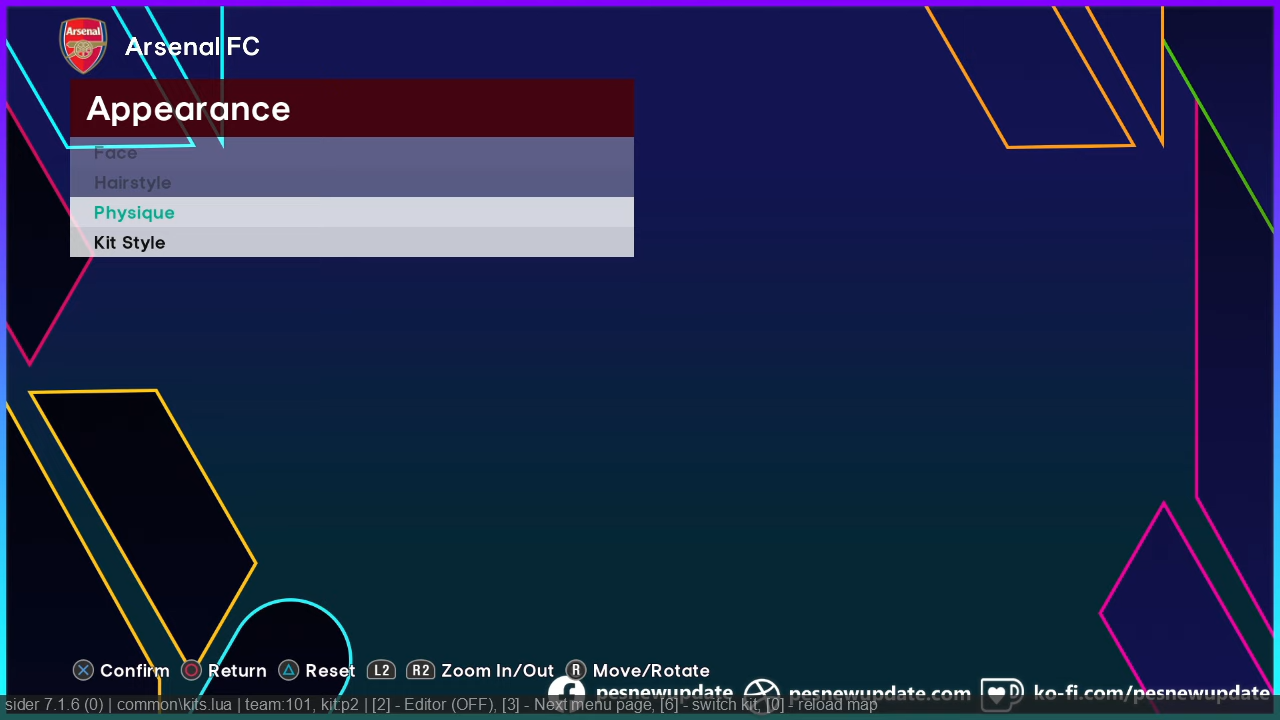 Arsenal
Arsenal FC
Appearance
Face
Hairstyle
Physique
Kit Style
Confirm Return Reset L2 R2 Zoom In/Out R Move/Rotate
pesnewupdate pesnewupdate.com ko-fi.com/pesnewupdate
sider 7.1.6 (0) | common\kits.lua | team:101, kit:p2 | [2] - Editor (OFF), [3] - Next menu page, [6] - switch kit, [0] - reload map